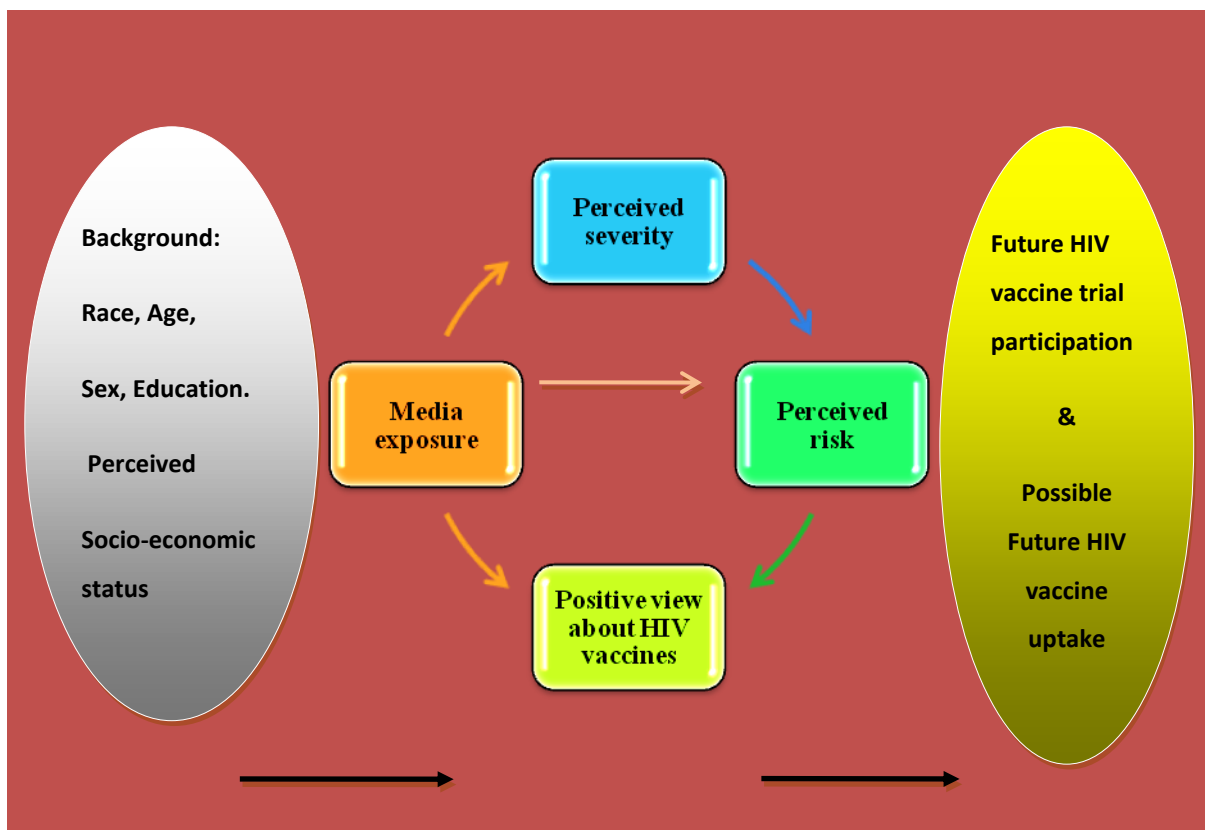 Background:
Race, Age,
Sex, Education.
Perceived
Socio-economic
status
Perceived
severity
Media
exposure
Perceived
risk
Positive view
about HIV
vaccines
Future HIV
vaccine trial
participation
&
Possible
Future HIV
vaccine
uptake